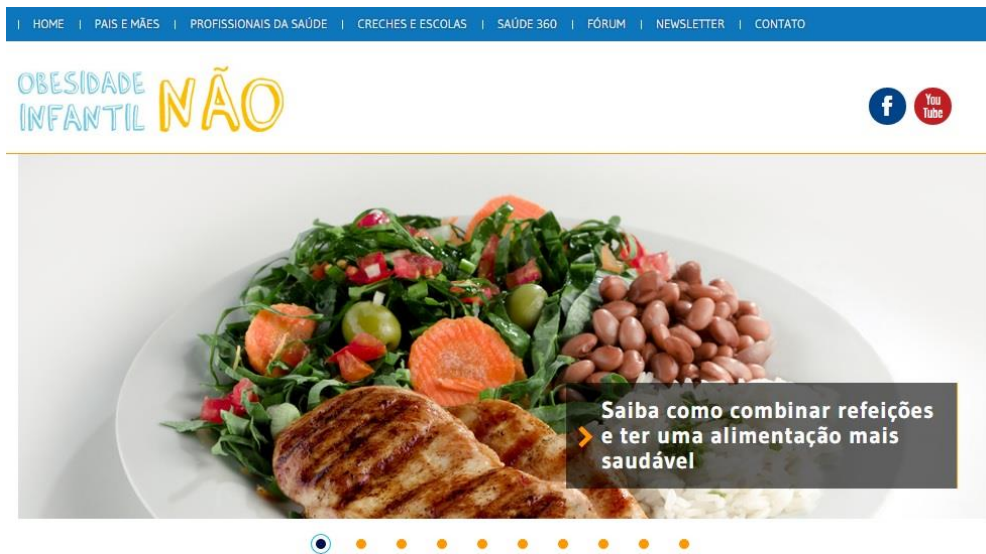 | HOME | PAIS E MÃES | PROFISSIONAIS DA SAÚDE | CRECHES E ESCOLAS | SAÚDE 360 | FÓRUM | NEWSLETTER | CONTATO
OBESIDADE
INFANTIL NÃO
f You
Tube
Saiba como combinar refeições
e ter uma alimentação mais
saudável